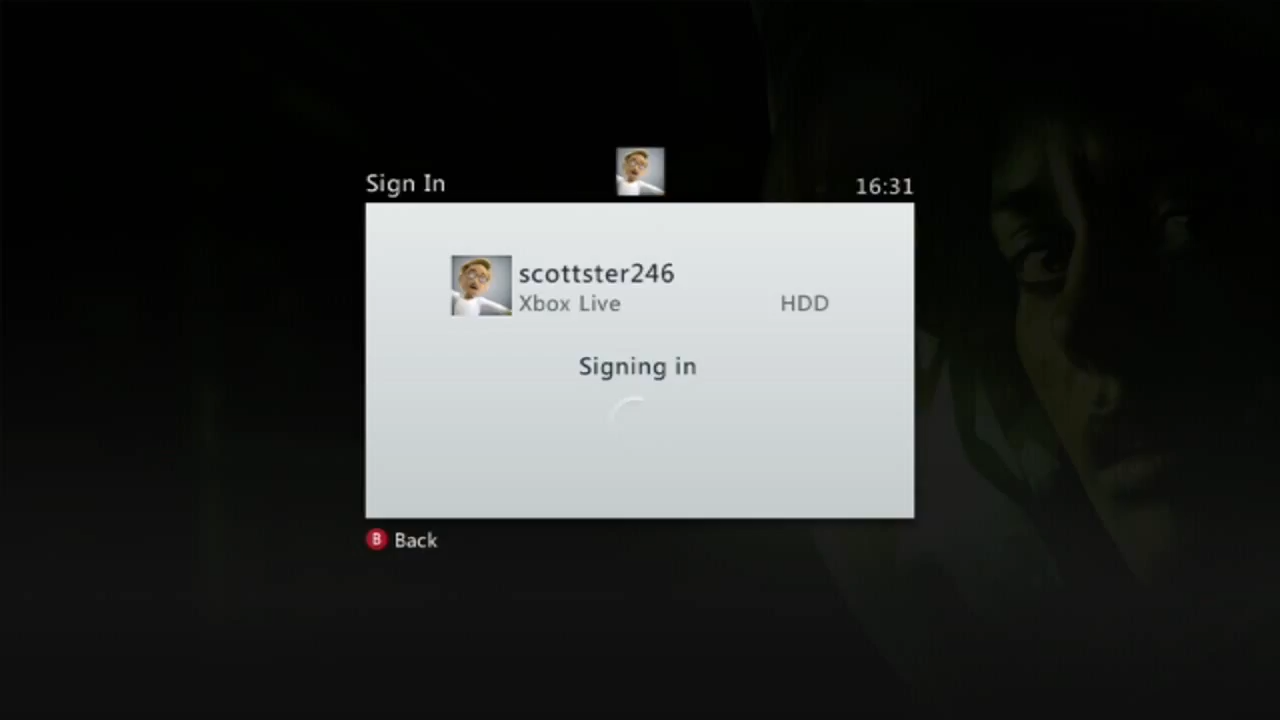 Sign In
16:31
scottster246
Xbox Live HDD
Signing in
B Back